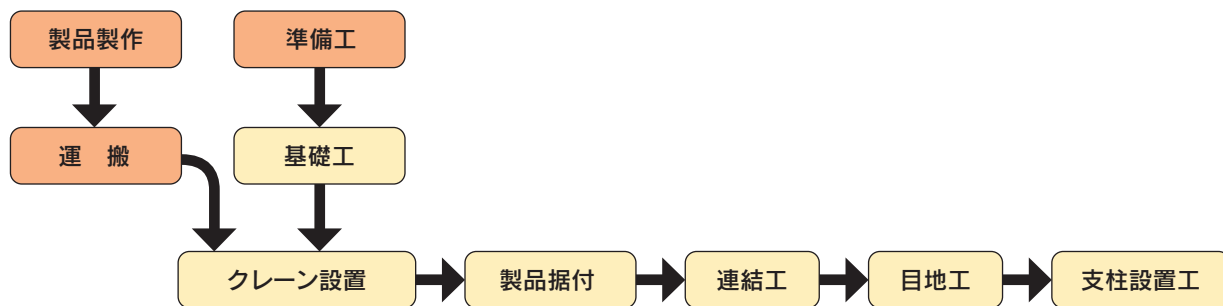 製品製作
準備工
運　搬
基礎工
クレーン設置
製品据付
連結工
目地工
支柱設置工